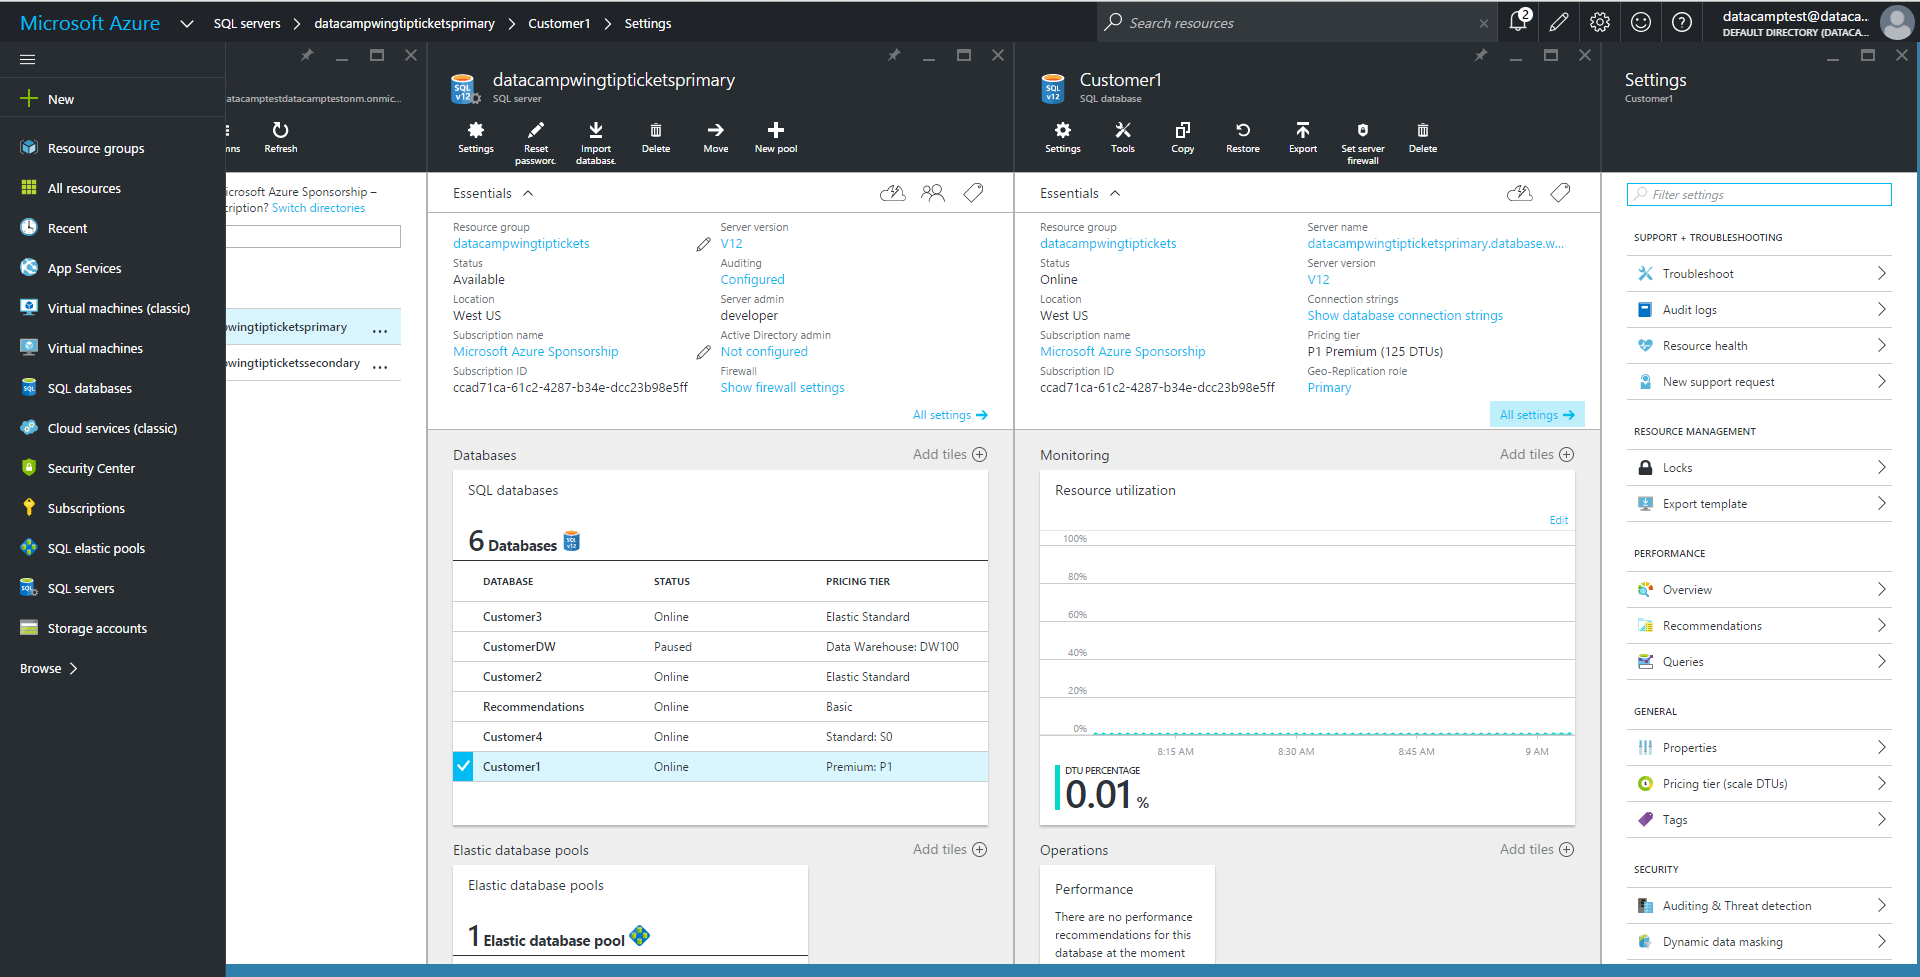 Microsoft Azure
SQL servers
datacampwingtipticketsprimary
Customer1
Settings
Search resources
2
datacamptest@dataca...
DEFAULT DIRECTORY (DATACA...
New
Resource groups
All resources
Recent
App Services
Virtual machines (classic)
Virtual machines
SQL databases
Cloud services (classic)
Security Center
Subscriptions
SQL elastic pools
SQL servers
Storage accounts
Browse
atacamptestdatacamptestonm.onmic...
Refresh
icrosoft Azure Sponsorship –
cription? Switch directories
wingtipticketsprimary ...
wingtipticketssecondary ...
SQL
v12
datacampwingtipticketsprimary
SQL server
Settings
Reset
passwor
Import
database
Delete
Move
New pool
Essentials
Resource group
datacampwingtiptickets
Status
Available
Location
West US
Subscription name
Microsoft Azure Sponsorship
Subscription ID
ccad71ca-61c2-4287-b34e-dcc23b98e5ff
Server version
V12
Auditing
Configured
Server admin
developer
Active Directory admin
Not configured
Firewall
Show firewall settings
All settings
Databases
Add tiles
SQL databases
6 Databases
DATABASE STATUS PRICING TIER
Customer3 Online Elastic Standard
CustomerDW Paused Data Warehouse: DW100
Customer2 Online Elastic Standard
Recommendations Online Basic
Customer4 Online Standard: S0
Customer1 Online Premium: P1
Elastic database pools
Add tiles
Elastic database pools
1 Elastic database pool
SQL
v12
Customer1
SQL database
Settings
Tools
Copy
Restore
Export
Set server
firewall
Delete
Essentials
Resource group
datacampwingtiptickets
Status
Online
Location
West US
Subscription name
Microsoft Azure Sponsorship
Subscription ID
ccad71ca-61c2-4287-b34e-dcc23b98e5ff
Server name
datacampwingtipticketsprimary.database.w...
Server version
V12
Connection strings
Show database connection strings
Pricing tier
P1 Premium (125 DTUs)
Geo-Replication role
Primary
All settings
Monitoring
Add tiles
Resource utilization
Edit
100%
80%
60%
40%
20%
0%
8:15 AM 8:30 AM 8:45 AM 9 AM
DTU PERCENTAGE
0.01 %
Operations
Add tiles
Performance
There are no performance
recommendations for this
database at the moment
Settings
Customer1
Filter settings
SUPPORT + TROUBLESHOOTING
Troubleshoot
Audit logs
Resource health
New support request
RESOURCE MANAGEMENT
Locks
Export template
PERFORMANCE
Overview
Recommendations
Queries
GENERAL
Properties
Pricing tier (scale DTUs)
Tags
SECURITY
Auditing & Threat detection
Dynamic data masking